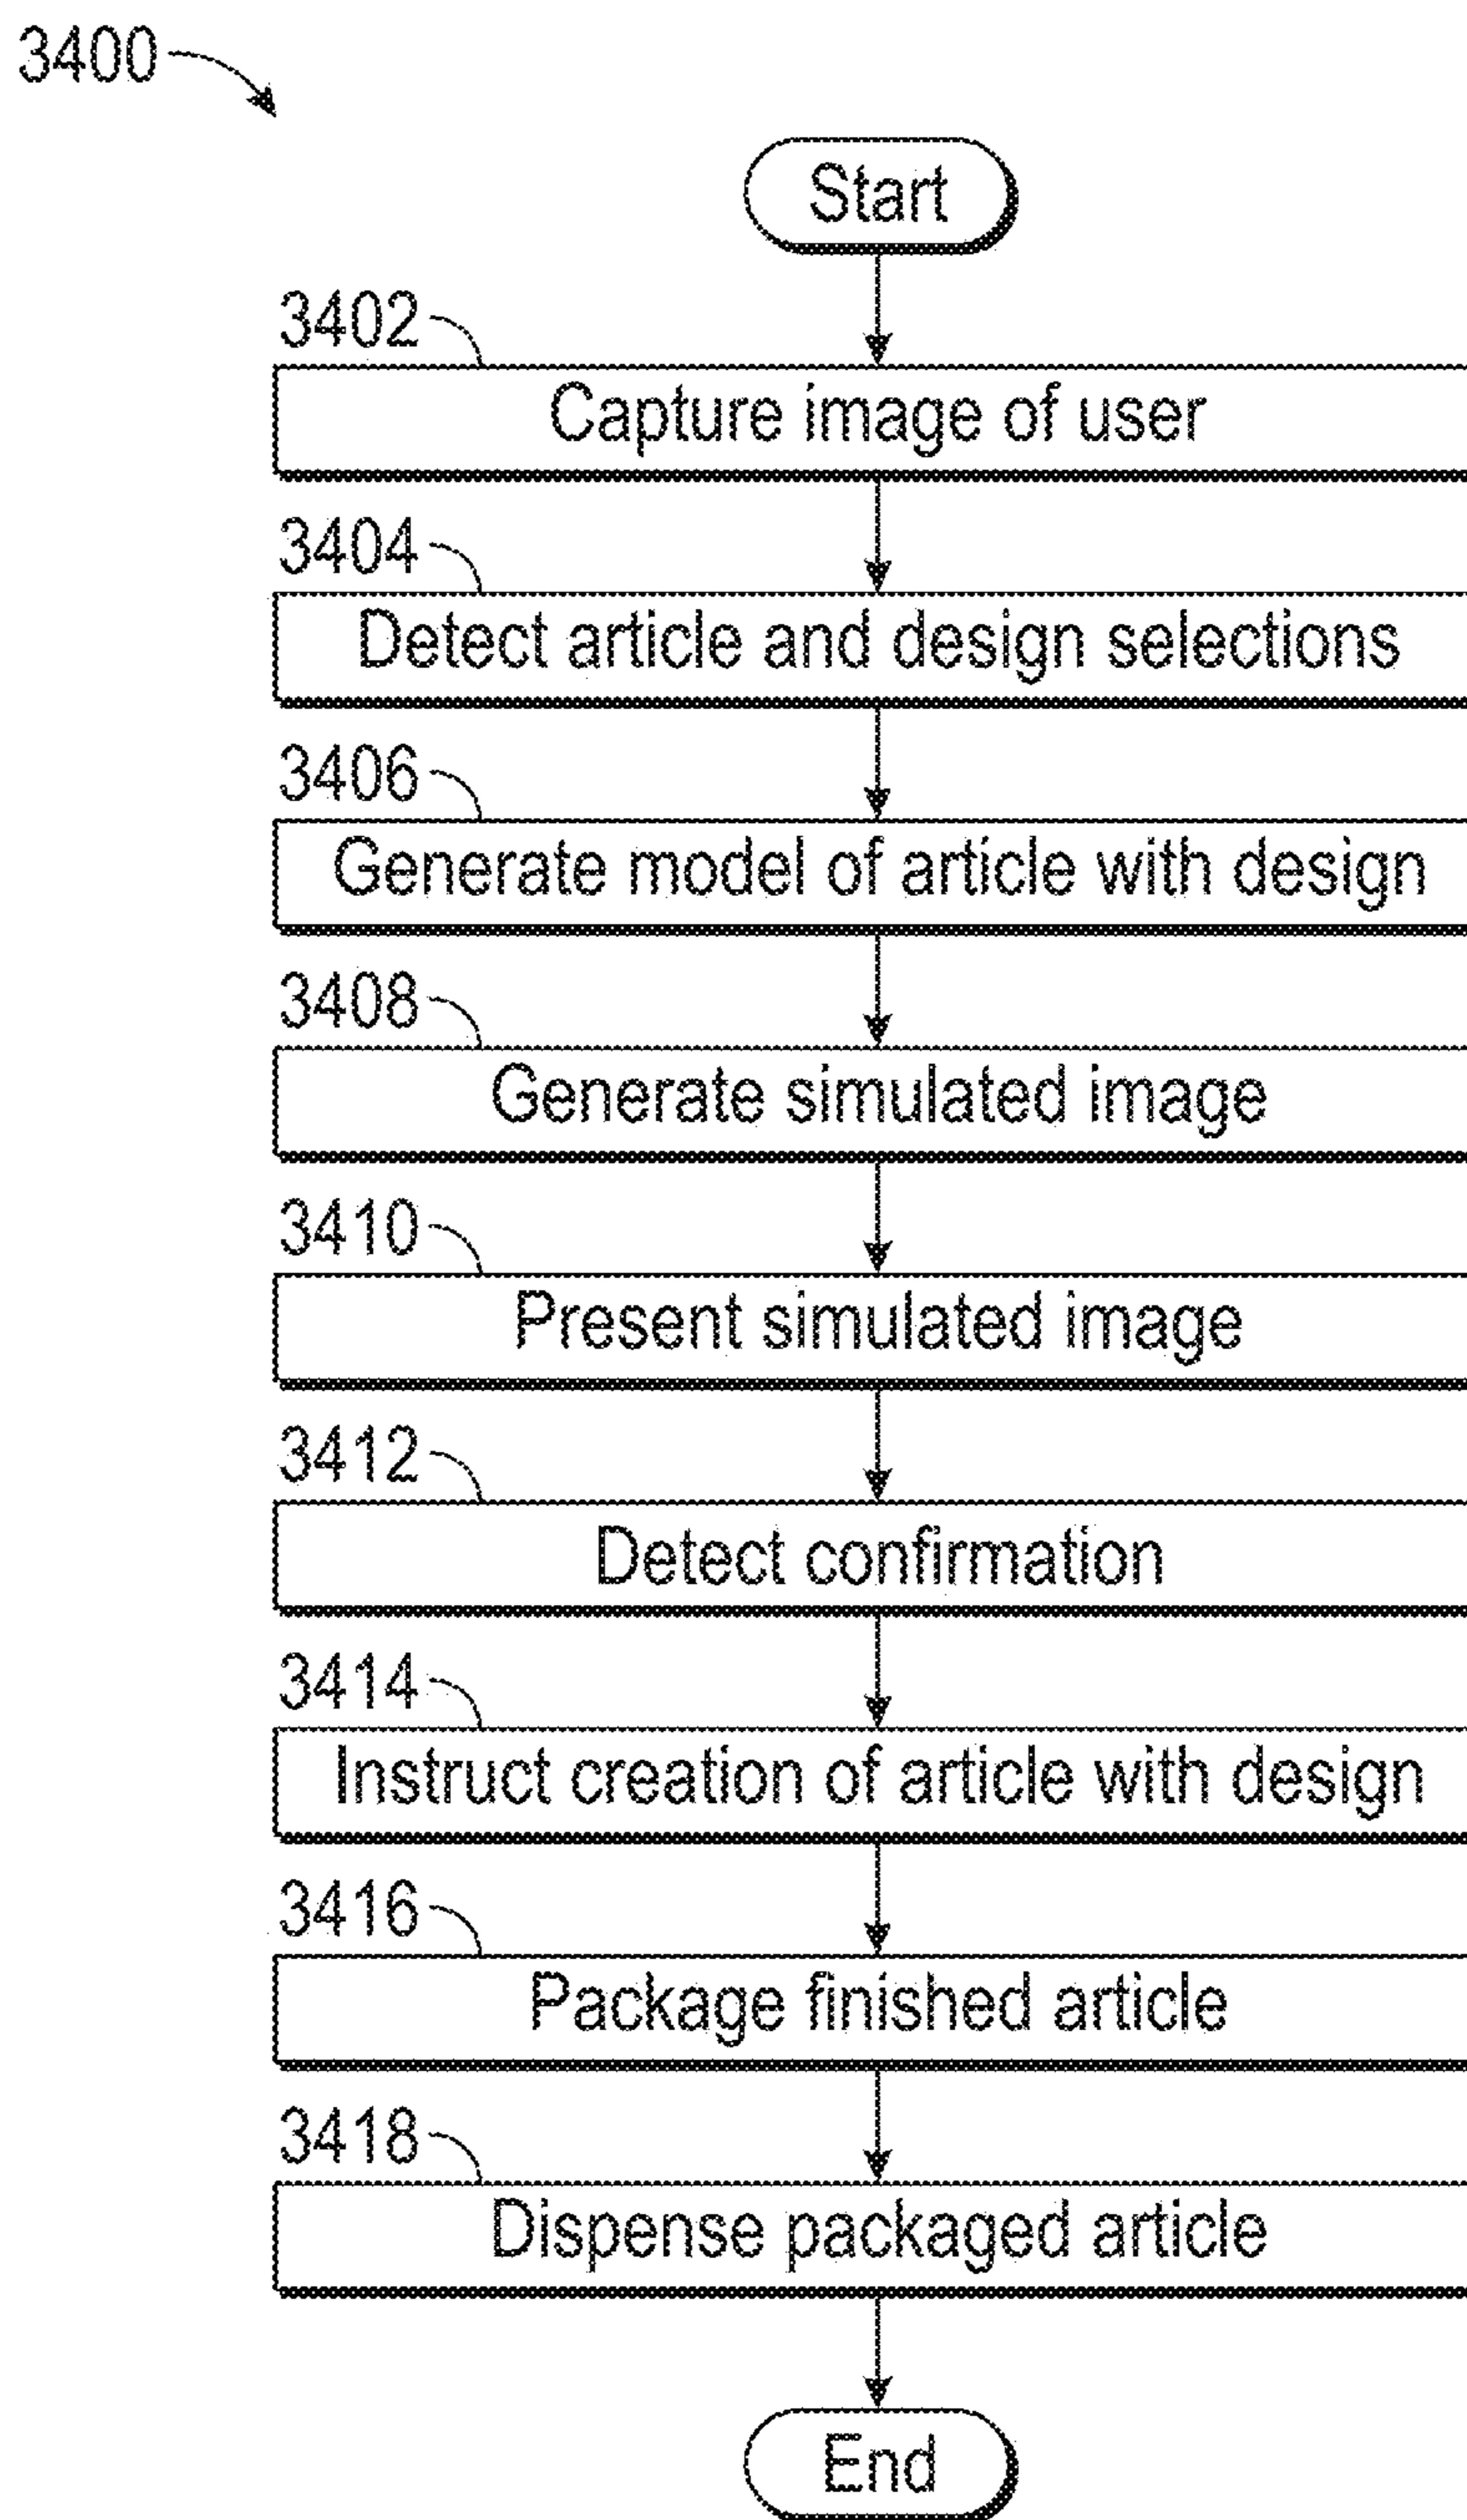 3400
Start
3402
Capture image of user
3404
Detect article and design selections
3406
Generate model of article with design
3408
Generate simulated image
3410
Present simulated image
3412
Detect confirmation
3414
Instruct creation of article with design
3416
Package finished article
3418
Dispense packaged article
End